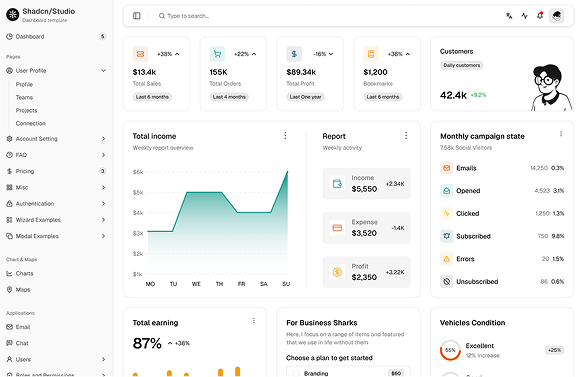 Shadcn/Studio
Dashboard template
Dashboard 5
Pages
User Profile
Profile
Teams
Projects
Connection
Account Setting
FAQ
Pricing 3
Misc
Authentication
Wizard Examples
Modal Examples
Chart & Maps
Charts
Maps
Applications
Email
Chat
Users
Roles and Permissions
Type to search...
+38%
$13.4k
Total Sales
Last 6 months
+22%
155K
Total Orders
Last 4 months
-16%
$89.34k
Total Profit
Last One year
+38%
$1,200
Bookmarks
Last 6 months
Customers
Daily customers
42.4k +9.2%
Total income
Weekly report overview
$6k
$5k
$4k
$3k
$2k
$1k
MO TU WE TH FR SA SU
Report
Weekly activity
Income
$5,550 +2.34K
Expense
$3,520 -1.4K
Profit
$2,350 +3.22K
Monthly campaign state
7.58k Social Visitors
Emails 14,250 0.3%
Opened 4,523 3.1%
Clicked 1,250 1.3%
Subscribed 750 9.8%
Errors 20 1.5%
Unsubscribed 86 0.6%
Total earning
87% +38%
For Business Sharks
Here, I focus on a range of items and featured
that we use in life without them
Choose a plan to get started
Branding $60
Vehicles Condition
55% Excellent +25%
12% increase